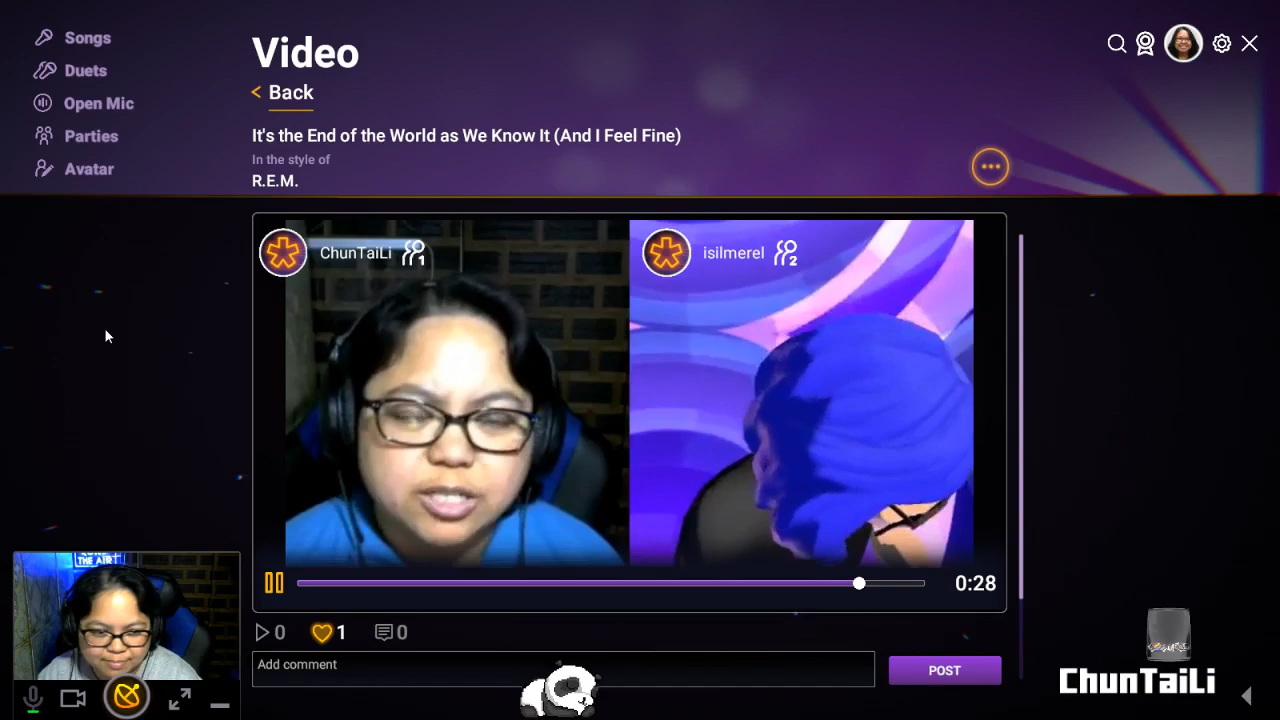 Songs
Duets
Open Mic
Parties
Avatar
Video
< Back
It's the End of the World as We Know It (And I Feel Fine)
In the style of
R.E.M.
ChunTaiLi 1
isilmerel 2
0:28
0
1
0
Add comment
POST
THE AIR
ChunTaiLi